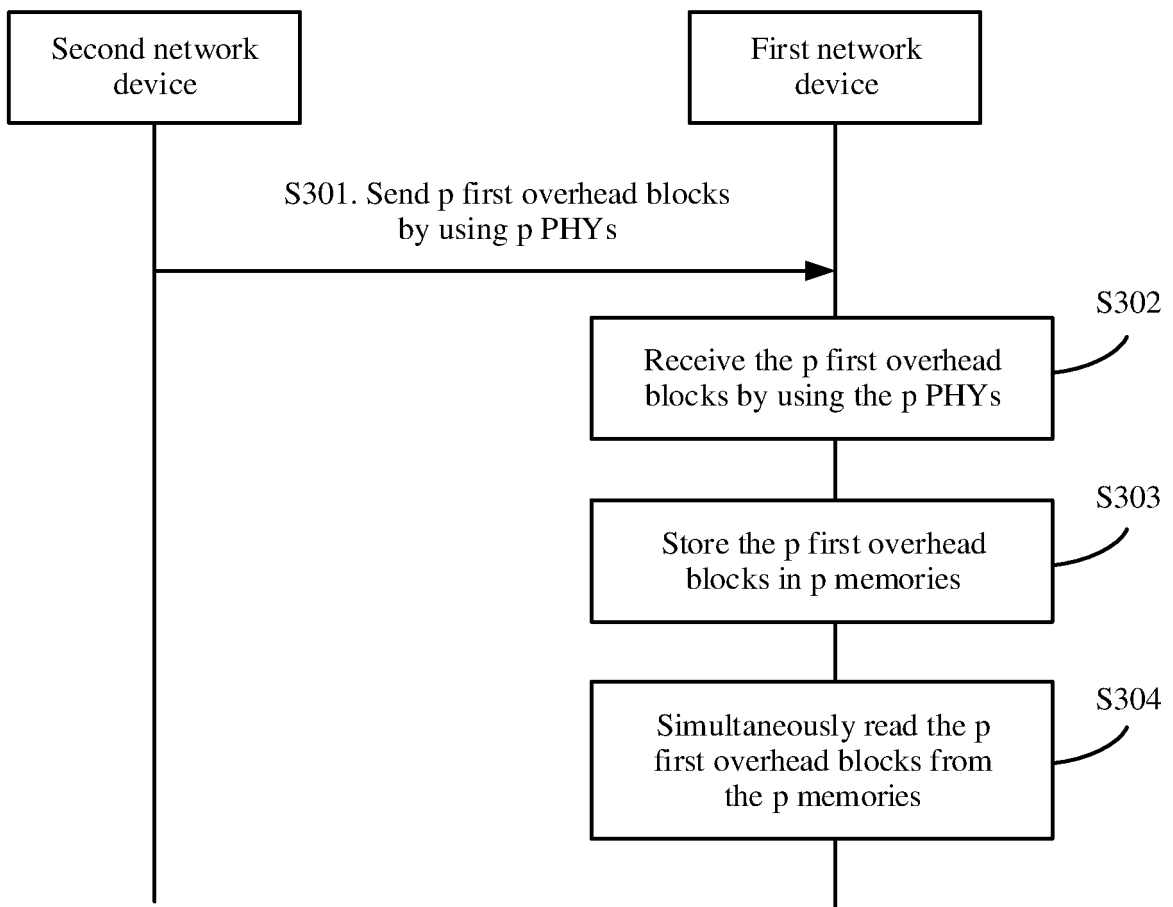 Second network
device
First network
device
S301. Send p first overhead blocks
by using p PHYs
S302
Receive the p first overhead
blocks by using the p PHYs
S303
Store the p first overhead
blocks in p memories
S304
Simultaneously read the p
first overhead blocks from
the p memories